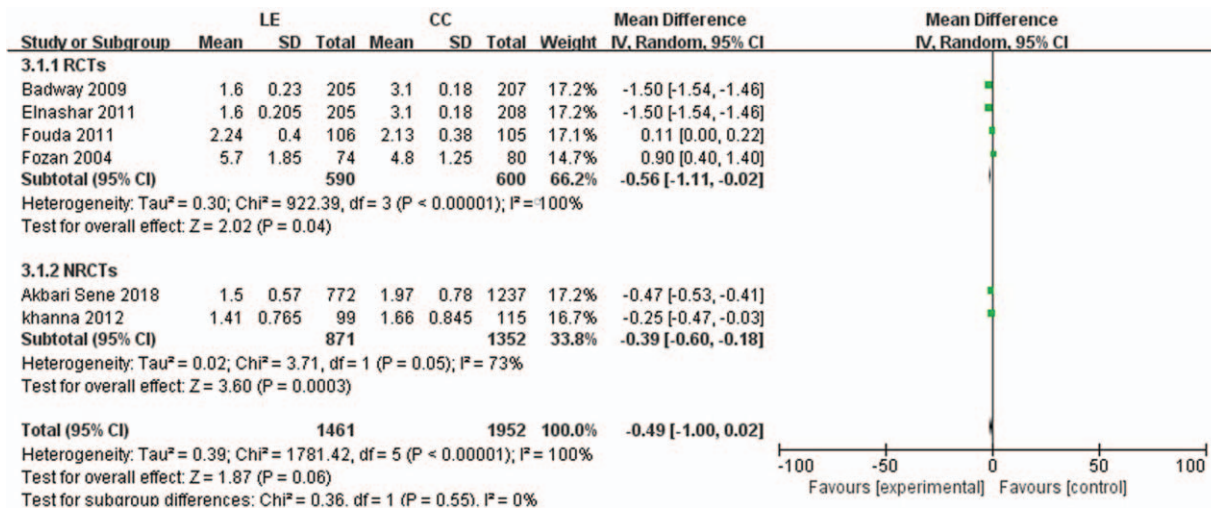 LE CC Mean Difference Mean Difference
Study or Subgroup Mean SD Total Mean SD Total Weight IV, Random, 95% CI IV, Random, 95% CI
3.1.1 RCTs
Badway 2009 1.6 0.23 205 3.1 0.18 207 17.2% -1.50 [-1.54, -1.46]
Elnashar 2011 1.6 0.205 205 3.1 0.18 208 17.2% -1.50 [-1.54, -1.46]
Fouda 2011 2.24 0.4 106 2.13 0.38 105 17.1% 0.11 [0.00, 0.22]
Fozan 2004 5.7 1.85 74 4.8 1.25 80 14.7% 0.90 [0.40, 1.40]
Subtotal (95% CI) 590 600 66.2% -0.56 [-1.11, -0.02]
Heterogeneity: Tau² = 0.30; Chi² = 922.39, df = 3 (P < 0.00001); I² = 100%
Test for overall effect: Z = 2.02 (P = 0.04)
3.1.2 NRCTs
Akbari Sene 2018 1.5 0.57 772 1.97 0.78 1237 17.2% -0.47 [-0.53, -0.41]
khanna 2012 1.41 0.765 99 1.66 0.845 115 16.7% -0.25 [-0.47, -0.03]
Subtotal (95% CI) 871 1352 33.8% -0.39 [-0.60, -0.18]
Heterogeneity: Tau² = 0.02; Chi² = 3.71, df = 1 (P = 0.05); I² = 73%
Test for overall effect: Z = 3.60 (P = 0.0003)
Total (95% CI) 1461 1952 100.0% -0.49 [-1.00, 0.02]
Heterogeneity: Tau² = 0.39; Chi² = 1781.42, df = 5 (P < 0.00001); I² = 100%
Test for overall effect: Z = 1.87 (P = 0.06)
Test for subgroup differences: Chi² = 0.36, df = 1 (P = 0.55), I² = 0%
-100 -50 0 50 100
Favours [experimental] Favours [control]